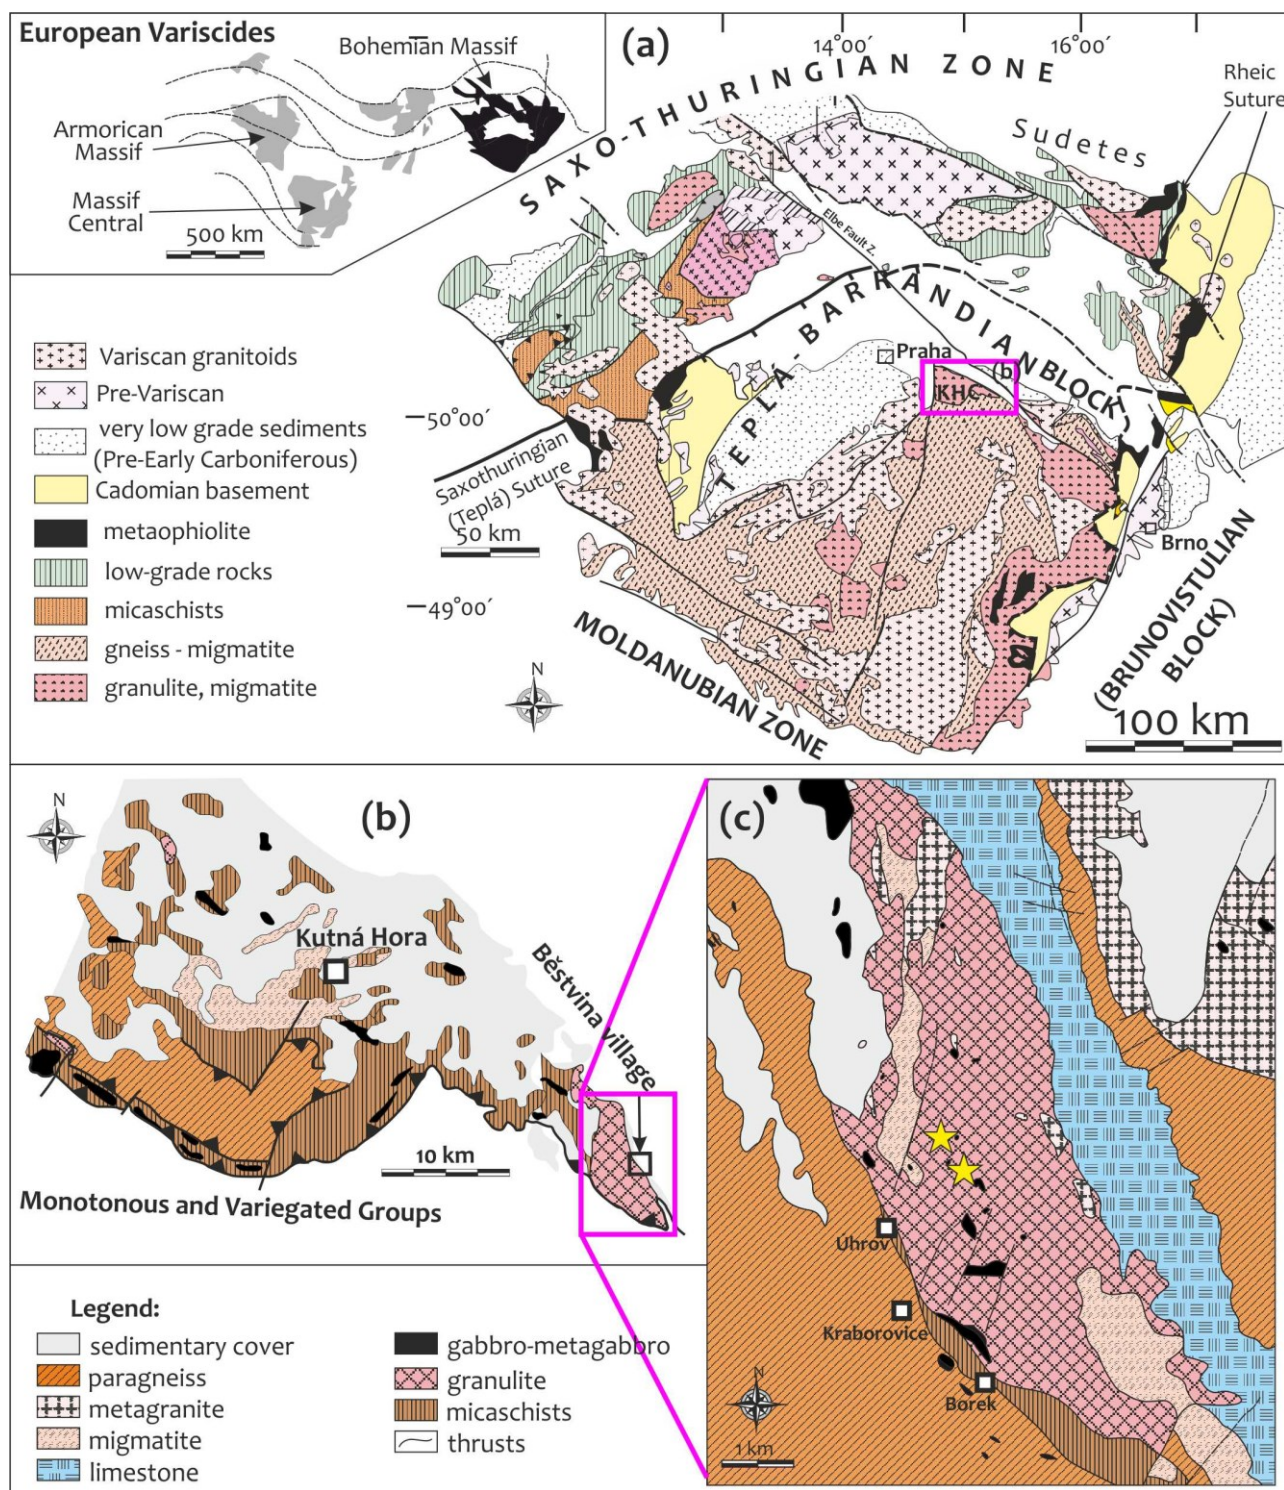 European Variscides
Bohemian Massif
Armorican
Massif
Massif
Central
500 km
(a)
14°00′
16°00′
SAXO-THURINGIAN ZONE
Sudetes
Rheic
Suture
Elbe Fault Z.
TEPLÁ-BARRANDIAN BLOCK
Praha
(b)
KHC
50°00′
Saxothuringian
(Teplá) Suture
50 km
49°00′
Brno
MOLDANUBIAN ZONE
(BRUNOVISTULIAN
BLOCK)
N
100 km
Variscan granitoids
Pre-Variscan
very low grade sediments
(Pre-Early Carboniferous)
Cadomian basement
metaophiolite
low-grade rocks
micaschists
gneiss - migmatite
granulite, migmatite
N
(b)
Kutná Hora
Běstvina village
10 km
Monotonous and Variegated Groups
(c)
Uhrov
Kraborovice
Borek
N
1 km
Legend:
sedimentary cover
paragneiss
metagranite
migmatite
limestone
gabbro-metagabbro
granulite
micaschists
thrusts